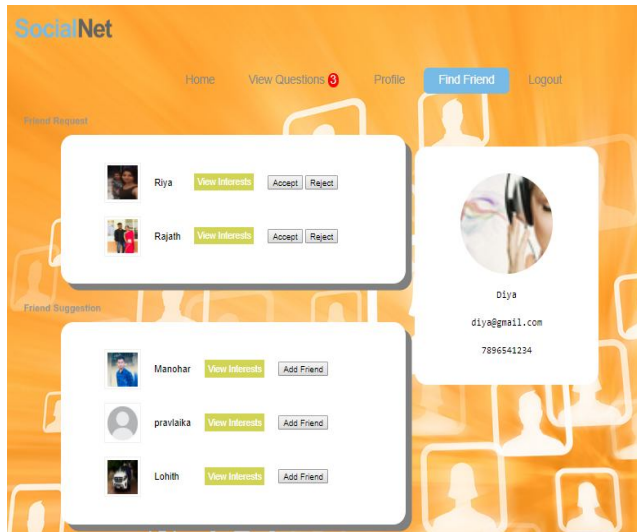 SocialNet
Home View Questions 3 Profile Find Friend Logout
Friend Request
Riya View Interests Accept Reject
Rajath View Interests Accept Reject
Diya
diya@gmail.com
7896541234
Friend Suggestion
Manohar View Interests Add Friend
pravlaika View Interests Add Friend
Lohith View Interests Add Friend